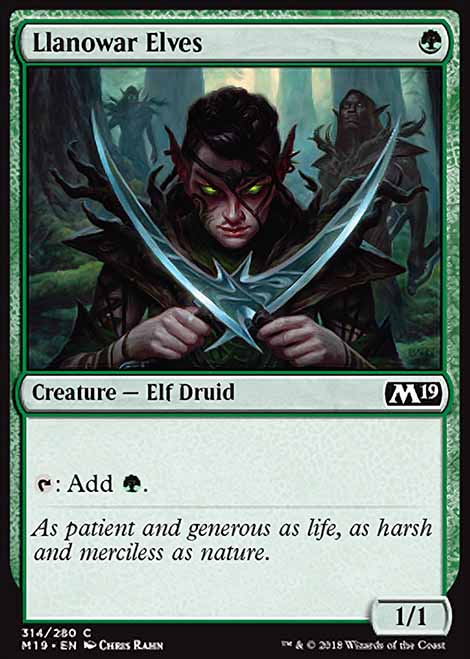 Llanowar Elves
Creature — Elf Druid
M19
: Add .
As patient and generous as life, as harsh
and merciless as nature.
1/1
314/280 C
M19 • EN Chris Rahn
™ & © 2018 Wizards of the Coast